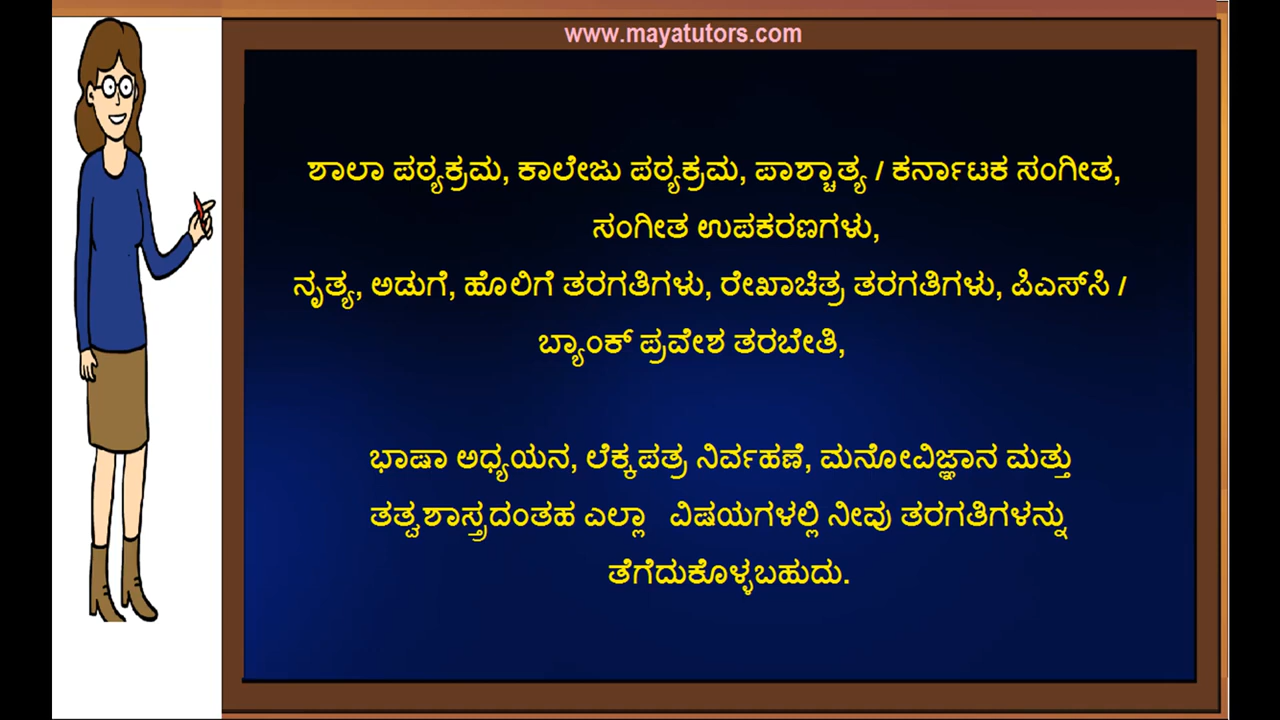 www.mayatutors.com
ಶಾಲಾ ಪಠ್ಯಕ್ರಮ, ಕಾಲೇಜು ಪಠ್ಯಕ್ರಮ, ಪಾಶ್ಚಾತ್ಯ / ಕರ್ನಾಟಕ ಸಂಗೀತ,
ಸಂಗೀತ ಉಪಕರಣಗಳು,
ನೃತ್ಯ, ಅಡುಗೆ, ಹೊಲಿಗೆ ತರಗತಿಗಳು, ರೇಖಾಚಿತ್ರ ತರಗತಿಗಳು, ಪಿಎಸ್‌ಸಿ /
ಬ್ಯಾಂಕ್ ಪ್ರವೇಶ ತರಬೇತಿ,
ಭಾಷಾ ಅಧ್ಯಯನ, ಲೆಕ್ಕಪತ್ರ ನಿರ್ವಹಣೆ, ಮನೋವಿಜ್ಞಾನ ಮತ್ತು
ತತ್ವಶಾಸ್ತ್ರದಂತಹ ಎಲ್ಲಾ ವಿಷಯಗಳಲ್ಲಿ ನೀವು ತರಗತಿಗಳನ್ನು
ತೆಗೆದುಕೊಳ್ಳಬಹುದು.